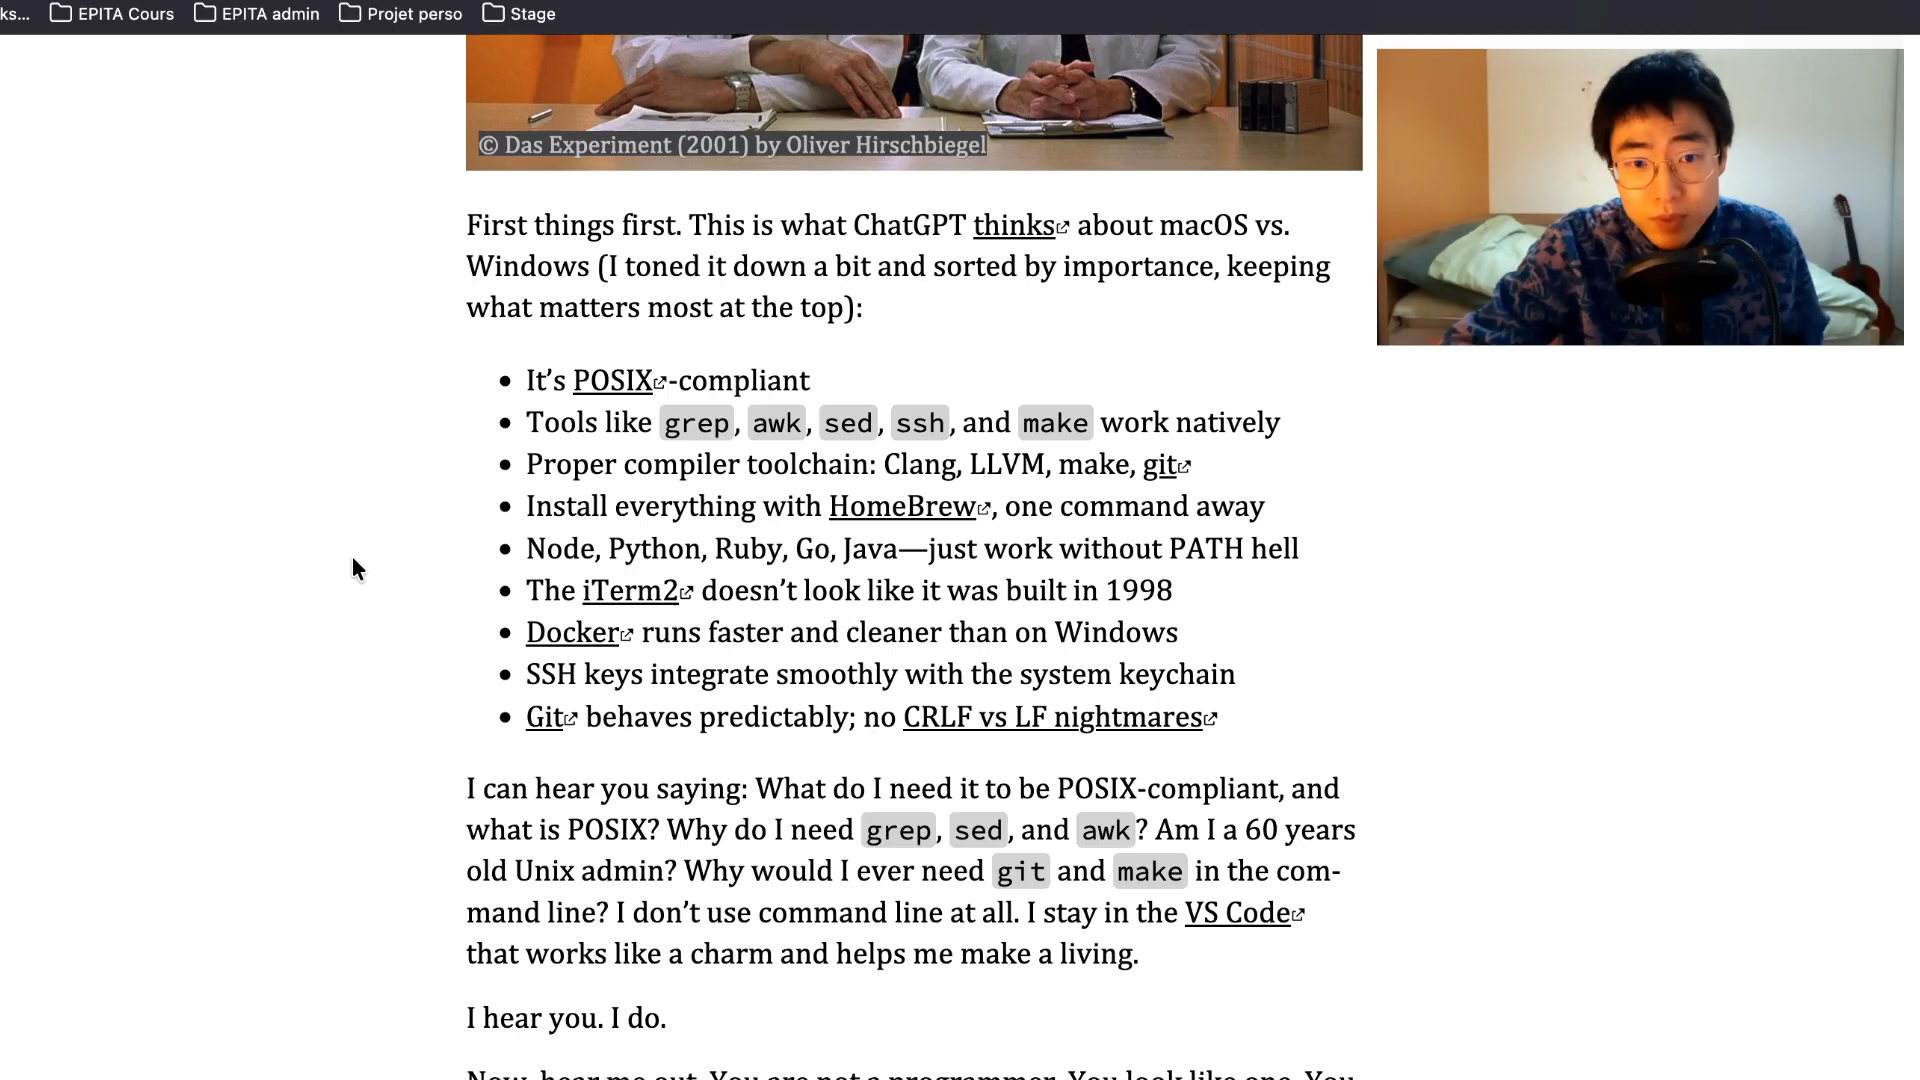 ks...
EPITA Cours
EPITA admin
Projet perso
Stage
© Das Experiment (2001) by Oliver Hirschbiegel
First things first. This is what ChatGPT thinks about macOS vs.
Windows (I toned it down a bit and sorted by importance, keeping
what matters most at the top):
• It’s POSIX-compliant
• Tools like grep, awk, sed, ssh, and make work natively
• Proper compiler toolchain: Clang, LLVM, make, git
• Install everything with HomeBrew, one command away
• Node, Python, Ruby, Go, Java—just work without PATH hell
• The iTerm2 doesn’t look like it was built in 1998
• Docker runs faster and cleaner than on Windows
• SSH keys integrate smoothly with the system keychain
• Git behaves predictably; no CRLF vs LF nightmares
I can hear you saying: What do I need it to be POSIX-compliant, and
what is POSIX? Why do I need grep, sed, and awk? Am I a 60 years
old Unix admin? Why would I ever need git and make in the com-
mand line? I don’t use command line at all. I stay in the VS Code
that works like a charm and helps me make a living.
I hear you. I do.
Now, hear me out. You are not a programmer. You look like one. You